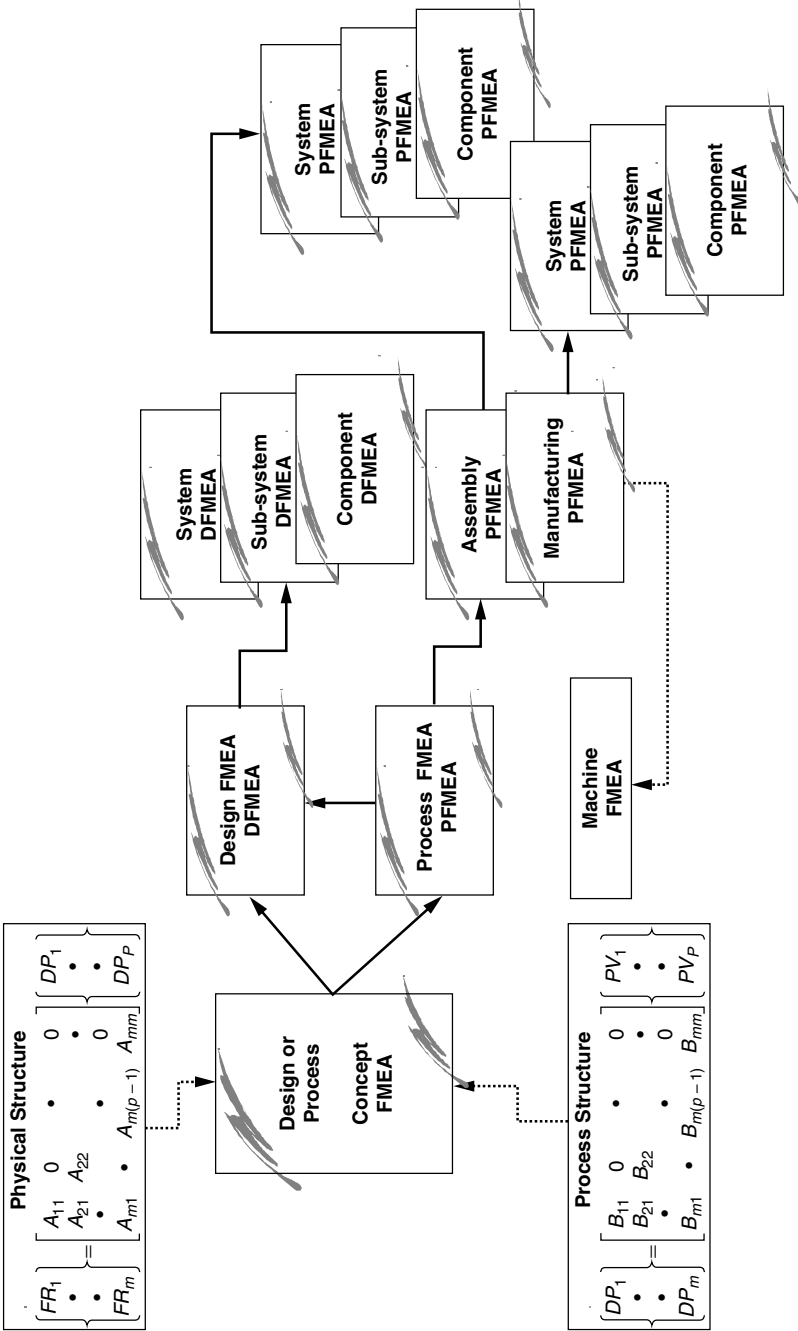 Physical Structure
FR1 A11 0 • 0 DP1
• A21 A22 • •
• = • • 0 •
FRm Am1 • Am(p − 1) Amm DPP
Design or
Process
Concept
FMEA
Process Structure
DP1 B11 0 • 0 PV1
• B21 B22 • •
• = • • 0 •
DPm Bm1 • Bm(p − 1) Bmm PVP
Design FMEA
DFMEA
Process FMEA
PFMEA
Machine
FMEA
System
DFMEA
Sub-system
DFMEA
Component
DFMEA
Assembly
PFMEA
Manufacturing
PFMEA
System
PFMEA
Sub-system
PFMEA
Component
PFMEA
System
PFMEA
Sub-system
PFMEA
Component
PFMEA